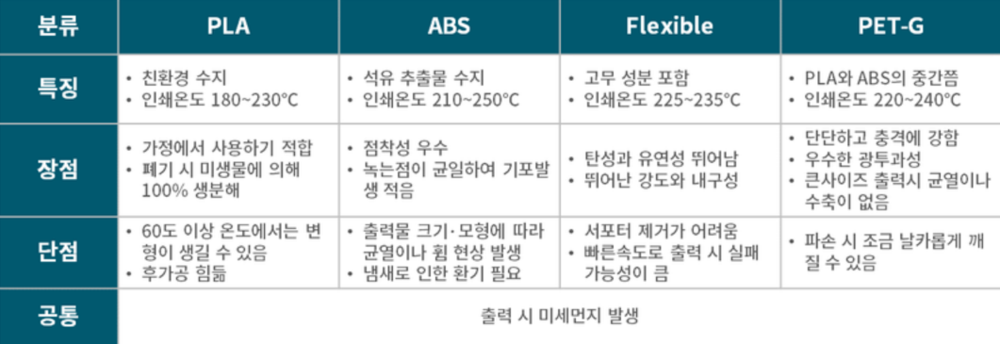 분류 PLA ABS Flexible PET-G
특징
• 친환경 수지
• 인쇄온도 180~230℃
• 석유 추출물 수지
• 인쇄온도 210~250℃
• 고무 성분 포함
• 인쇄온도 225~235℃
• PLA와 ABS의 중간쯤
• 인쇄온도 220~240℃
장점
• 가정에서 사용하기 적합
• 폐기 시 미생물에 의해
100% 생분해
• 점착성 우수
• 녹는점이 균일하여 기포발
생 적음
• 탄성과 유연성 뛰어남
• 뛰어난 강도와 내구성
• 단단하고 충격에 강함
• 우수한 광투과성
• 큰사이즈 출력시 균열이나
수축이 없음
단점
• 60도 이상 온도에서는 변
형이 생길 수 있음
• 후가공 힘듦
• 출력물 크기·모형에 따라
균열이나 휨 현상 발생
• 냄새로 인한 환기 필요
• 서포터 제거가 어려움
• 빠른속도로 출력 시 실패
가능성이 큼
• 파손 시 조금 날카롭게 깨
질 수 있음
공통
출력 시 미세먼지 발생